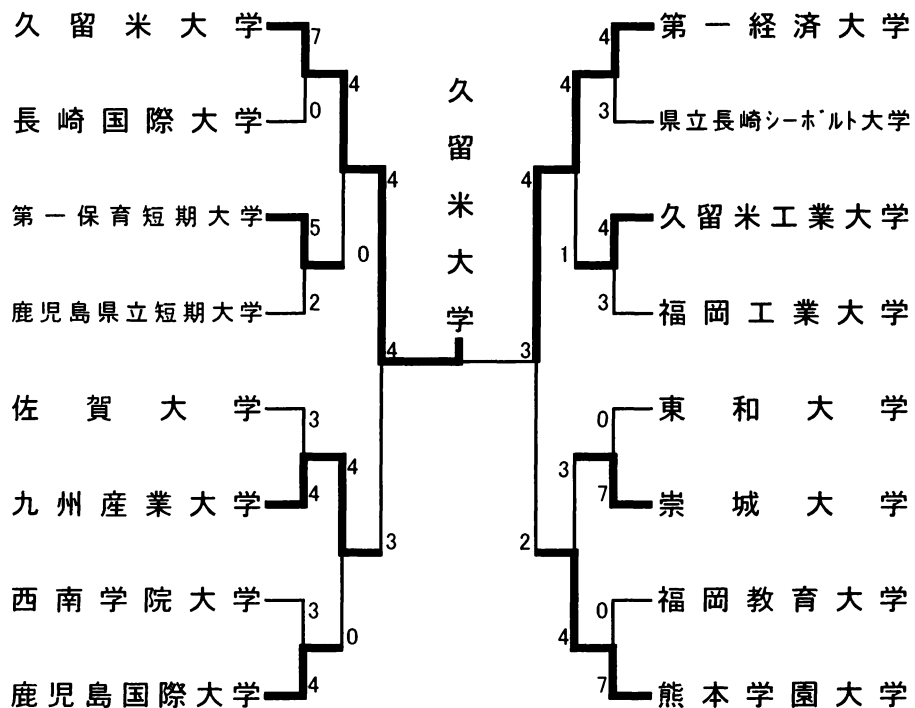 久留米大学
7
0
長崎国際大学
4
第一保育短期大学
5
2
鹿児島県立短期大学
0
4
佐賀大学
3
4
九州産業大学
4
西南学院大学
3
4
鹿児島国際大学
0
3
4
久留米大学
3
第一経済大学
4
3
県立長崎シーボルト大学
4
久留米工業大学
4
3
福岡工業大学
1
4
東和大学
0
7
崇城大学
3
福岡教育大学
0
7
熊本学園大学
4
2